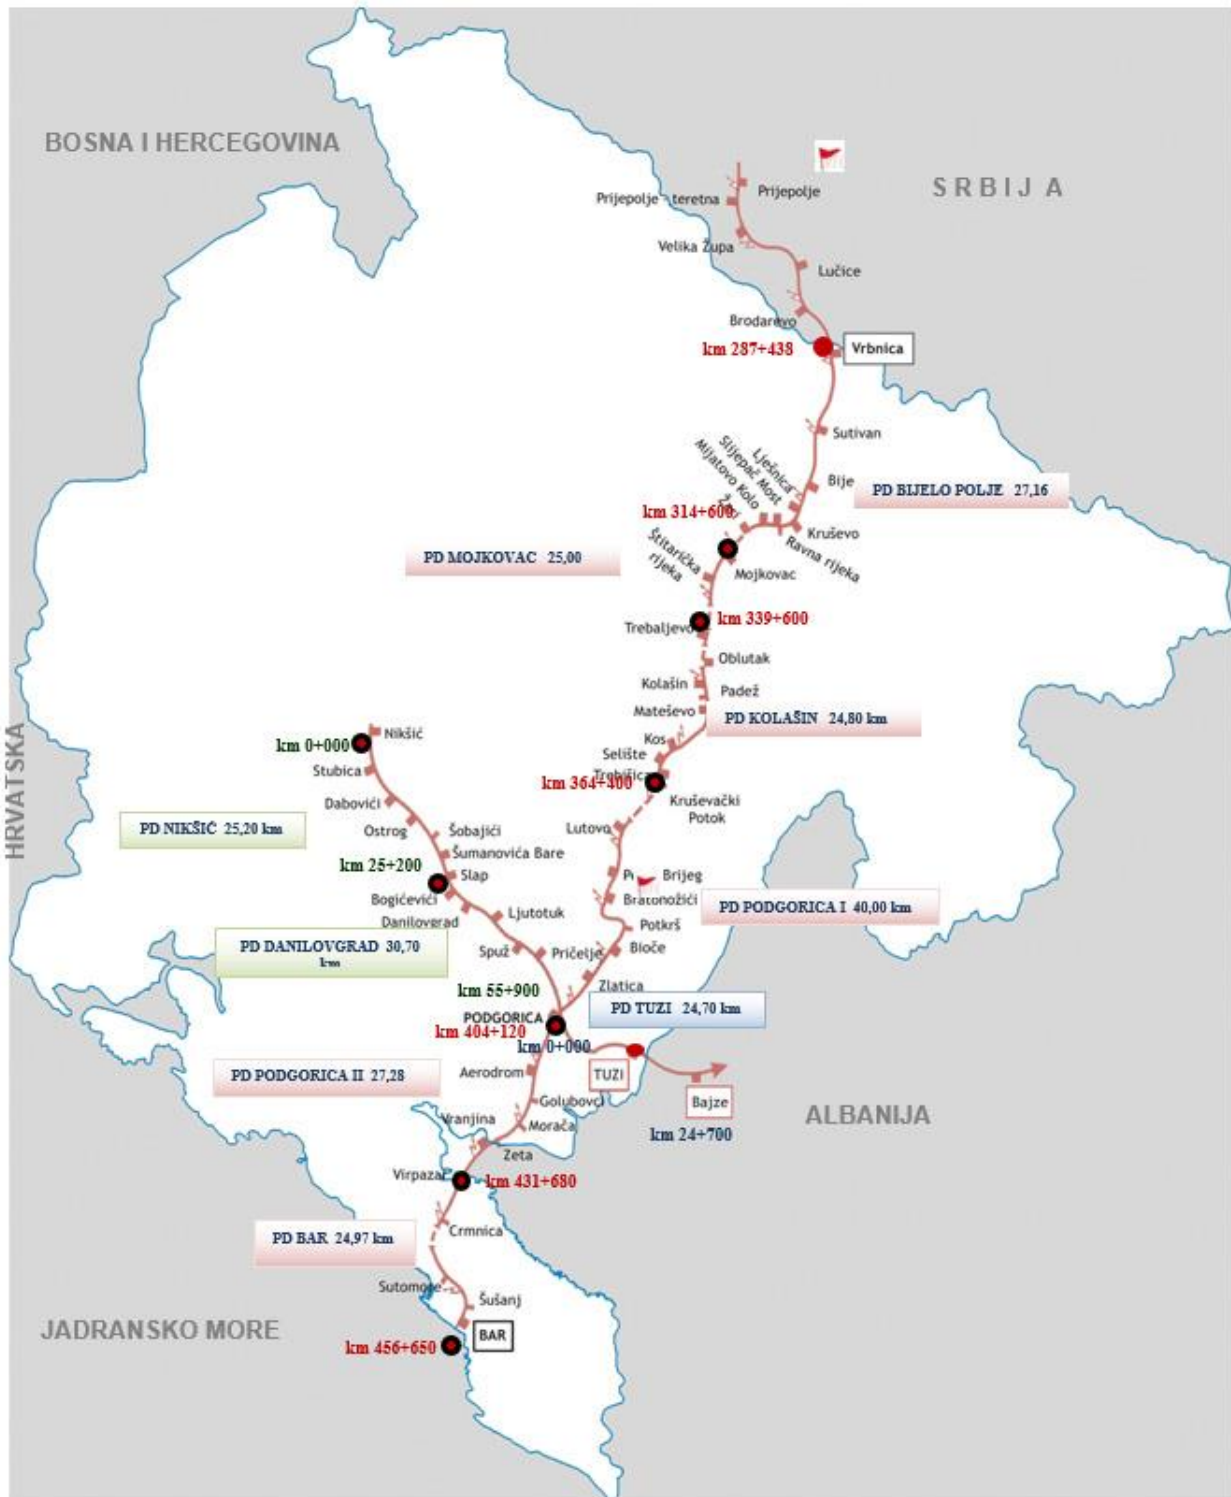 BOSNA I HERCEGOVINA
SRBIJA
Prijepolje
Prijepolje - teretna
Velika Župa
Lučice
Brodarevo
km 287+438
Vrbnica
Sutivan
Lješnica
Slijepač Most
Mijatovo Kolo
Bije
PD BIJELO POLJE 27,16
km 314+600
Kruševo
Ravna rijeka
Štitarička
rijeka
PD MOJKOVAC 25,00
Mojkovac
km 339+600
Trebaljevo
Oblutak
Kolašin
Padež
Mateševo
PD KOLAŠIN 24,80 km
HRVATSKA
Nikšić
km 0+000
Kos
Selište
Stubica
Trebišica
km 364+400
Kruševački
Potok
Dabovići
PD NIKŠIĆ 25,20 km
Ostrog
Šobajići
Lutovo
Šumanovića Bare
km 25+200
Slap
Brijeg
Bogićevići
Bratonožići
PD PODGORICA I 40,00 km
Danilovgrad
Ljutotuk
Potkrš
PD DANILOVGRAD 30,70
km
Spuž
Pričelje
Bioče
Zlatica
km 55+900
PD TUZI 24,70 km
PODGORICA
km 404+120
km 0+000
Aerodrom
TUZI
PD PODGORICA II 27,28
Golubovci
Bajze
ALBANIJA
Vranjina
Morača
km 24+700
Zeta
Virpazar
km 431+680
Crmnica
PD BAR 24,97 km
Sutomore
Šušanj
JADRANSKO MORE
BAR
km 456+650